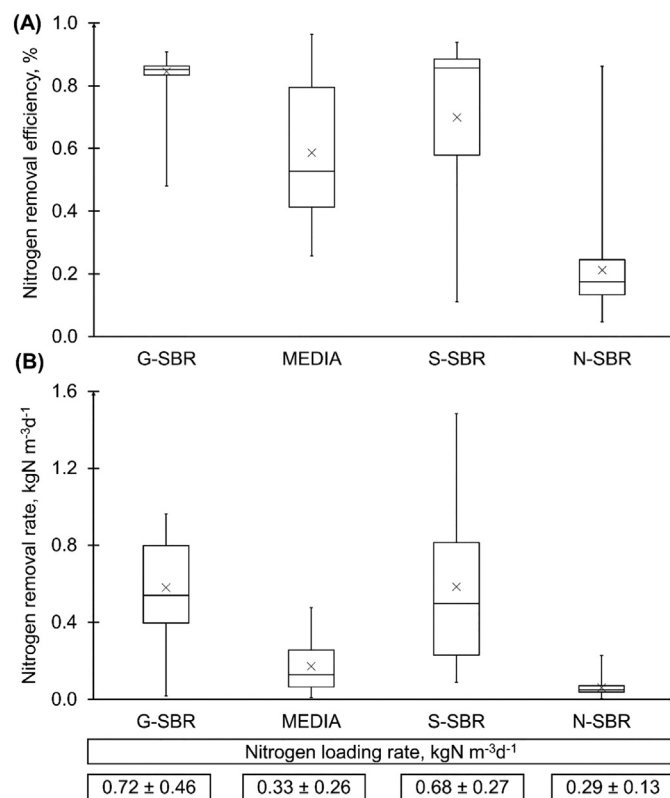 (A)
Nitrogen removal efficiency, %
1.0
0.8
0.6
0.4
0.2
0.0
G-SBR MEDIA S-SBR N-SBR
(B)
Nitrogen removal rate, kgN m-3d-1
1.6
1.2
0.8
0.4
0.0
G-SBR MEDIA S-SBR N-SBR
Nitrogen loading rate, kgN m-3d-1
0.72 ± 0.46 0.33 ± 0.26 0.68 ± 0.27 0.29 ± 0.13